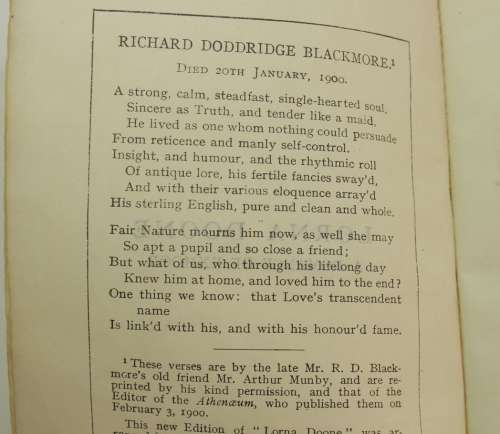 RICHARD DODDRIDGE BLACKMORE.¹
DIED 20TH JANUARY, 1900.
A strong, calm, steadfast, single-hearted soul,
Sincere as Truth, and tender like a maid,
He lived as one whom nothing could persuade
From reticence and manly self-control.
Insight, and humour, and the rhythmic roll
Of antique lore, his fertile fancies sway'd,
And with their various eloquence array'd
His sterling English, pure and clean and whole.
Fair Nature mourns him now, as well she may
So apt a pupil and so close a friend;
But what of us, who through his lifelong day
Knew him at home, and loved him to the end?
One thing we know: that Love's transcendent
name
Is link'd with his, and with his honour'd fame.
¹ These verses are by the late Mr. R. D. Black-
more's old friend Mr. Arthur Munby, and are re-
printed by his kind permission, and that of the
Editor of the Athenæum, who published them on
February 3, 1900.
This new Edition of "Lorna Doone" was ar-